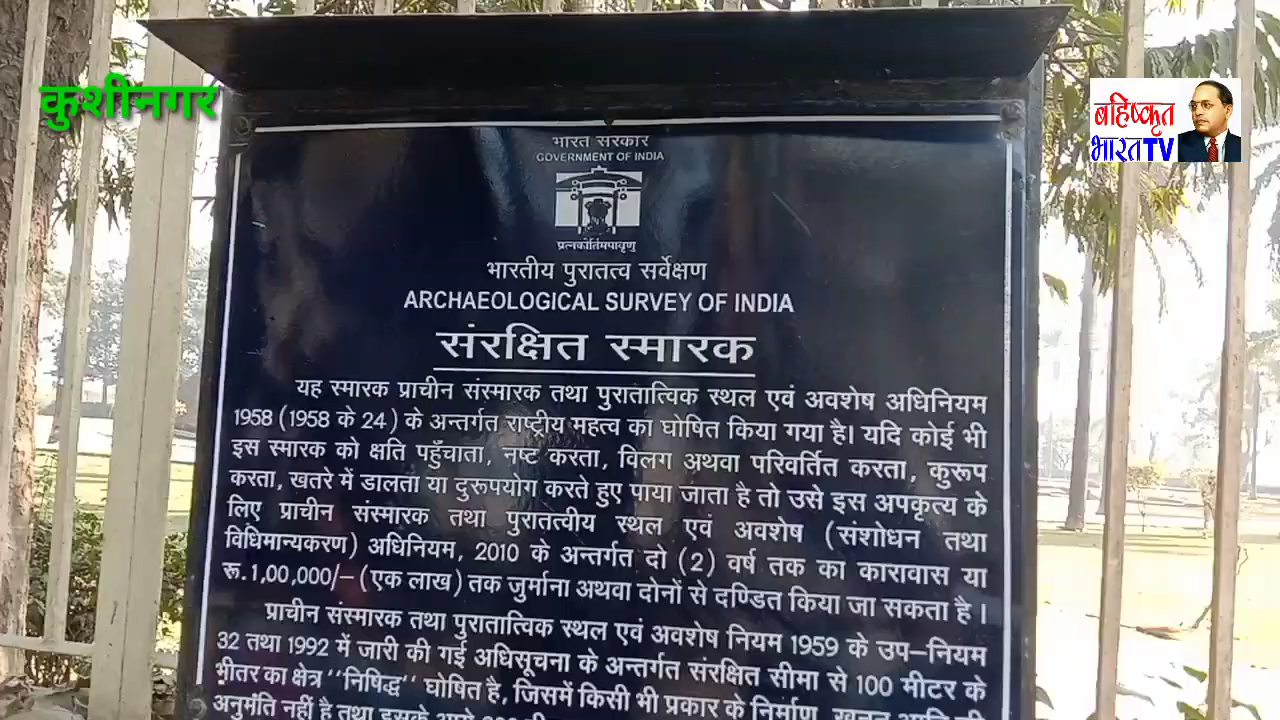 कुशीनगर
बहिष्कृत
भारत TV
भारत सरकार
GOVERNMENT OF INDIA
प्रत्नकीर्तिमपावृणु
भारतीय पुरातत्व सर्वेक्षण
ARCHAEOLOGICAL SURVEY OF INDIA
संरक्षित स्मारक
यह स्मारक प्राचीन संस्मारक तथा पुरातात्विक स्थल एवं अवशेष अधिनियम
1958 (1958 के 24) के अन्तर्गत राष्ट्रीय महत्व का घोषित किया गया है। यदि कोई भी
इस स्मारक को क्षति पहुँचाता, नष्ट करता, विलग अथवा परिवर्तित करता, कुरूप
करता, खतरे में डालता या दुरूपयोग करते हुए पाया जाता है तो उसे इस अपकृत्य के
लिए प्राचीन संस्मारक तथा पुरातत्वीय स्थल एवं अवशेष (संशोधन तथा
विधिमान्यकरण) अधिनियम, 2010 के अन्तर्गत दो (2) वर्ष तक का कारावास या
रू.1,00,000/– (एक लाख) तक जुर्माना अथवा दोनों से दण्डित किया जा सकता है।
प्राचीन संस्मारक तथा पुरातात्विक स्थल एवं अवशेष नियम 1959 के उप–नियम
32 तथा 1992 में जारी की गई अधिसूचना के अन्तर्गत संरक्षित सीमा से 100 मीटर के
भीतर का क्षेत्र "निषिद्ध" घोषित है, जिसमें किसी भी प्रकार के निर्माण, खनन आदि की
अनुमति नहीं है तथा इसके आगे